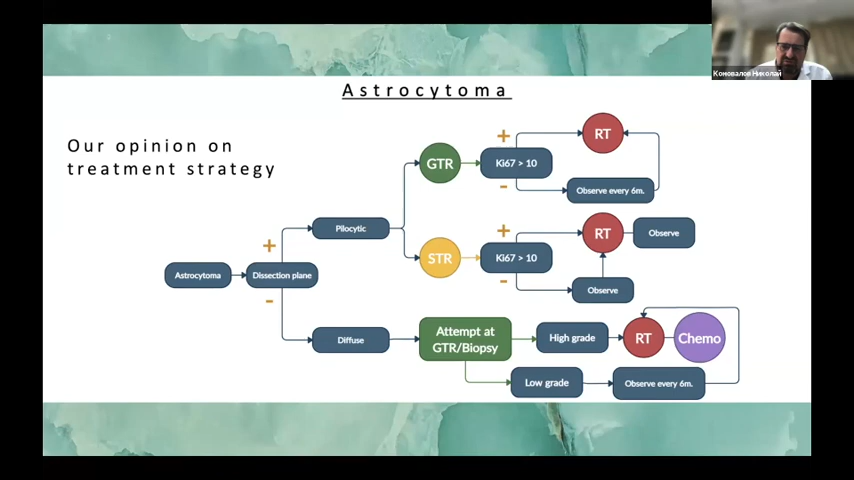 Коновалов Николай
Astrocytoma
Our opinion on
treatment strategy
GTR
+
Ki67 > 10
-
RT
Observe every 6m.
Pilocytic
STR
+
Ki67 > 10
-
RT
Observe
Observe
Astrocytoma
+
Dissection plane
-
Diffuse
Attempt at
GTR/Biopsy
High grade
RT
Chemo
Low grade
Observe every 6m.